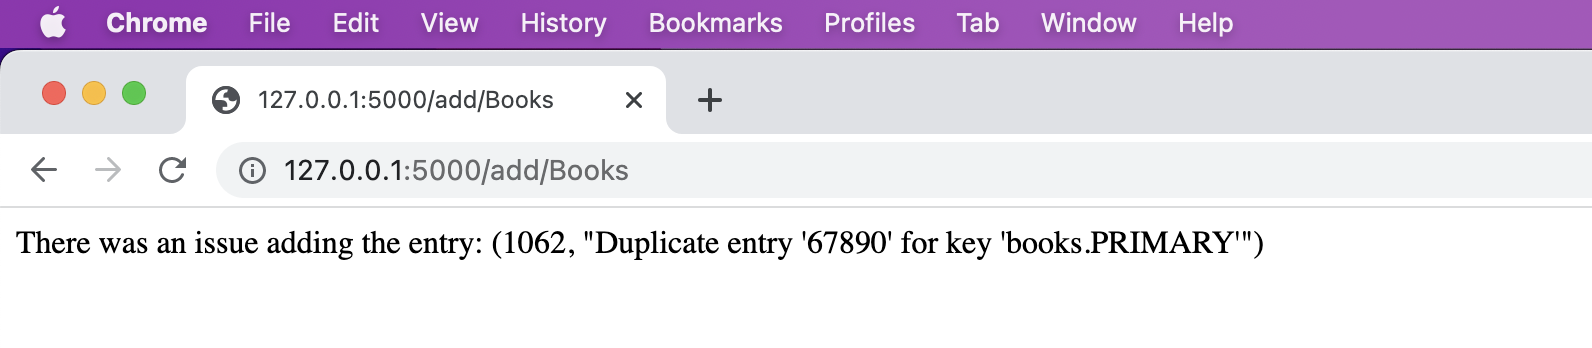 Chrome File Edit View History Bookmarks Profiles Tab Window Help
127.0.0.1:5000/add/Books
127.0.0.1:5000/add/Books
There was an issue adding the entry: (1062, "Duplicate entry '67890' for key 'books.PRIMARY'")